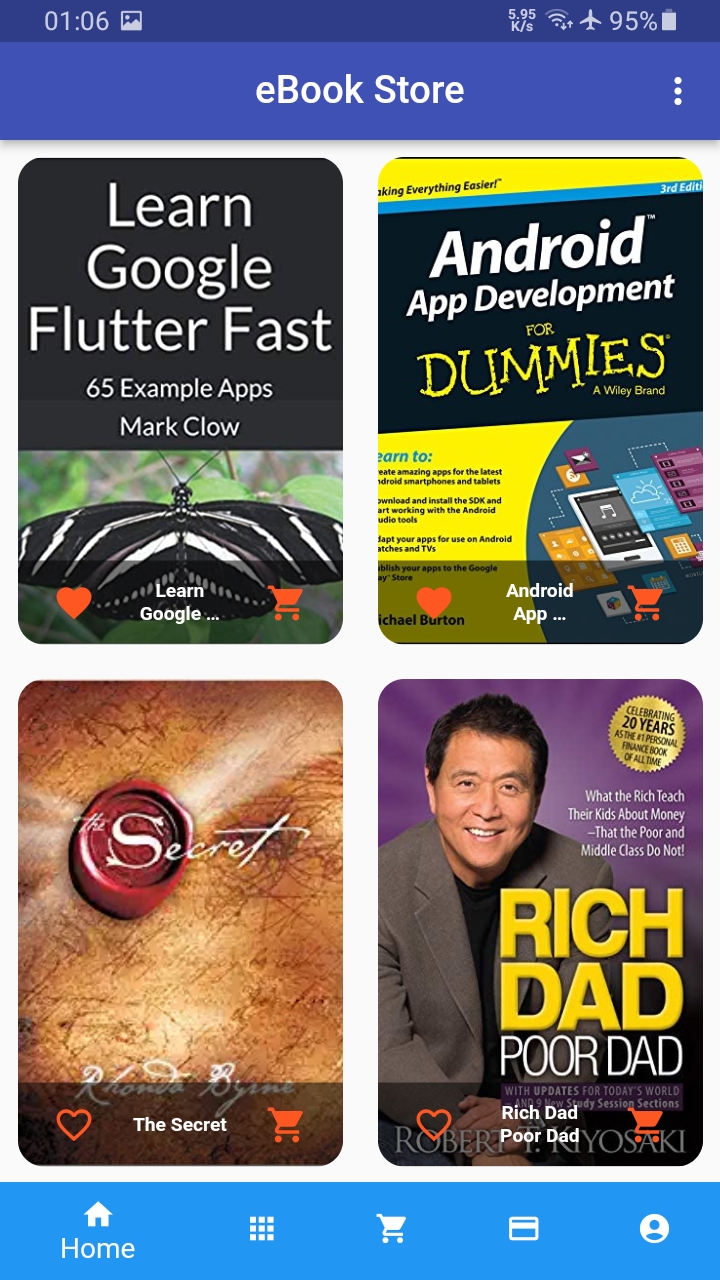 01:06
5.95
K/s
95%
eBook Store
Learn
Google
Flutter Fast
65 Example Apps
Mark Clow
Learn
Google ...
aking Everything Easier!™
3rd Editi
Android™
App Development
FOR
DUMMIES®
A Wiley Brand
earn to:
reate amazing apps for the latest
ndroid smartphones and tablets
ownload and install the SDK and
art working with the Android
udio tools
dapt your apps for use on Android
atches and TVs
ublish your apps to the Google
ay Store
ichael Burton
Android
App ...
the Secret
Rhonda Byrne
The Secret
CELEBRATING
20 YEARS
AS THE #1 PERSONAL
FINANCE BOOK
OF ALL TIME
What the Rich Teach
Their Kids About Money
–That the Poor and
Middle Class Do Not!
RICH
DAD
POOR DAD
WITH UPDATES FOR TODAY'S WORLD
– AND 9 New Study Session Sections
ROBERT T. KIYOSAKI
Rich Dad
Poor Dad
Home